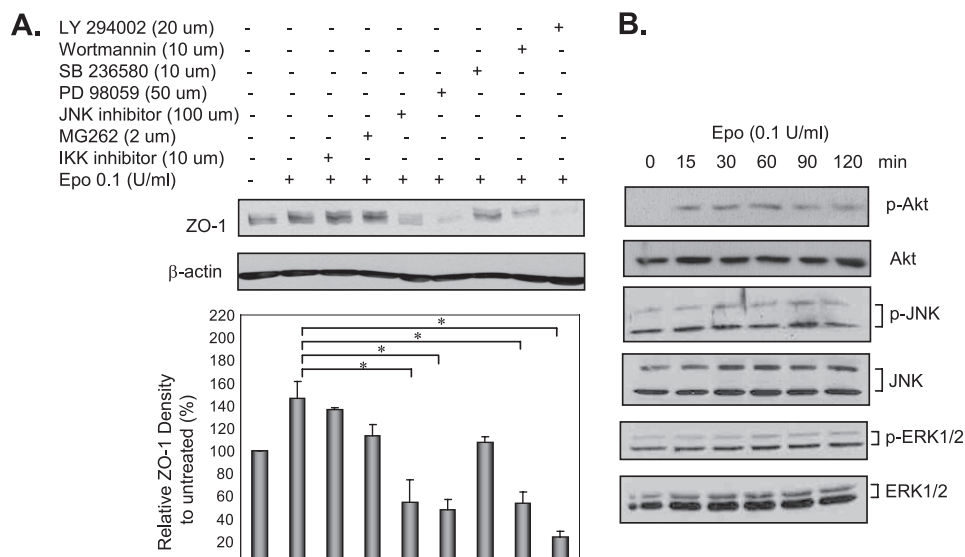 A.
LY 294002 (20 um) - - - - - - - - +
Wortmannin (10 um) - - - - - - - + -
SB 236580 (10 um) - - - - - - + - -
PD 98059 (50 um) - - - - - + - - -
JNK inhibitor (100 um) - - - - + - - - -
MG262 (2 um) - - - + - - - - -
IKK inhibitor (10 um) - - + - - - - - -
Epo 0.1 (U/ml) - + + + + + + + +
ZO-1
β-actin
Relative ZO-1 Density
to untreated (%)
220
200
180
160
140
120
100
80
60
40
20
*
*
*
*
B.
Epo (0.1 U/ml)
0 15 30 60 90 120 min
p-Akt
Akt
p-JNK
JNK
p-ERK1/2
ERK1/2